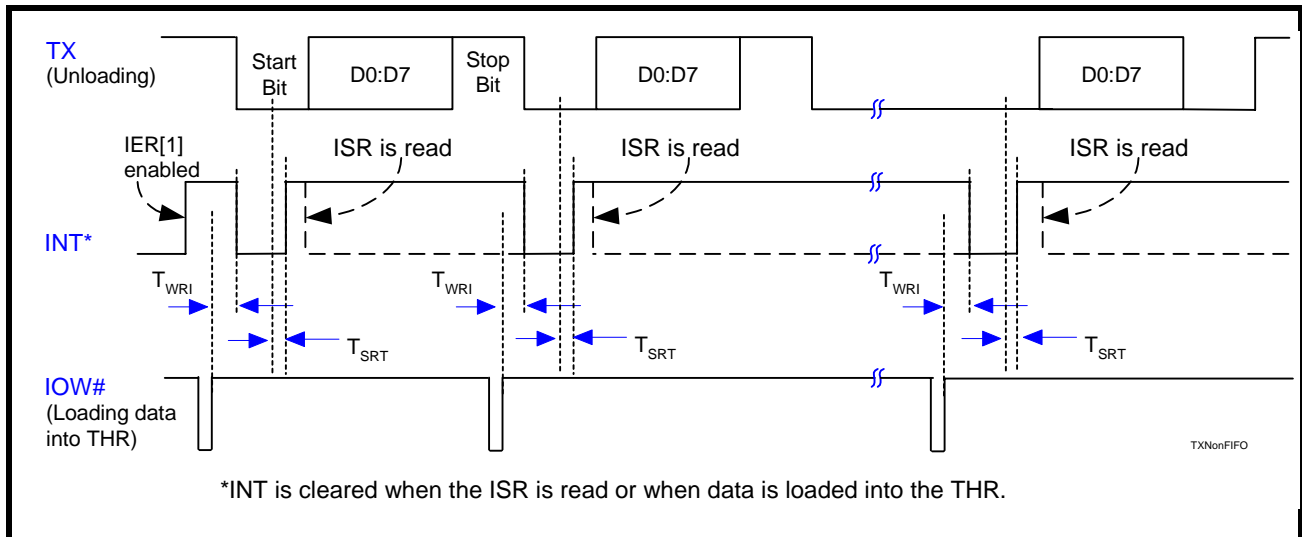 TX
(Unloading)
Start
Bit
D0:D7
Stop
Bit
D0:D7
D0:D7
IER[1]
enabled
ISR is read
ISR is read
ISR is read
INT*
TWRI
TWRI
TWRI
TSRT
TSRT
TSRT
IOW#
(Loading data
into THR)
TXNonFIFO
*INT is cleared when the ISR is read or when data is loaded into the THR.